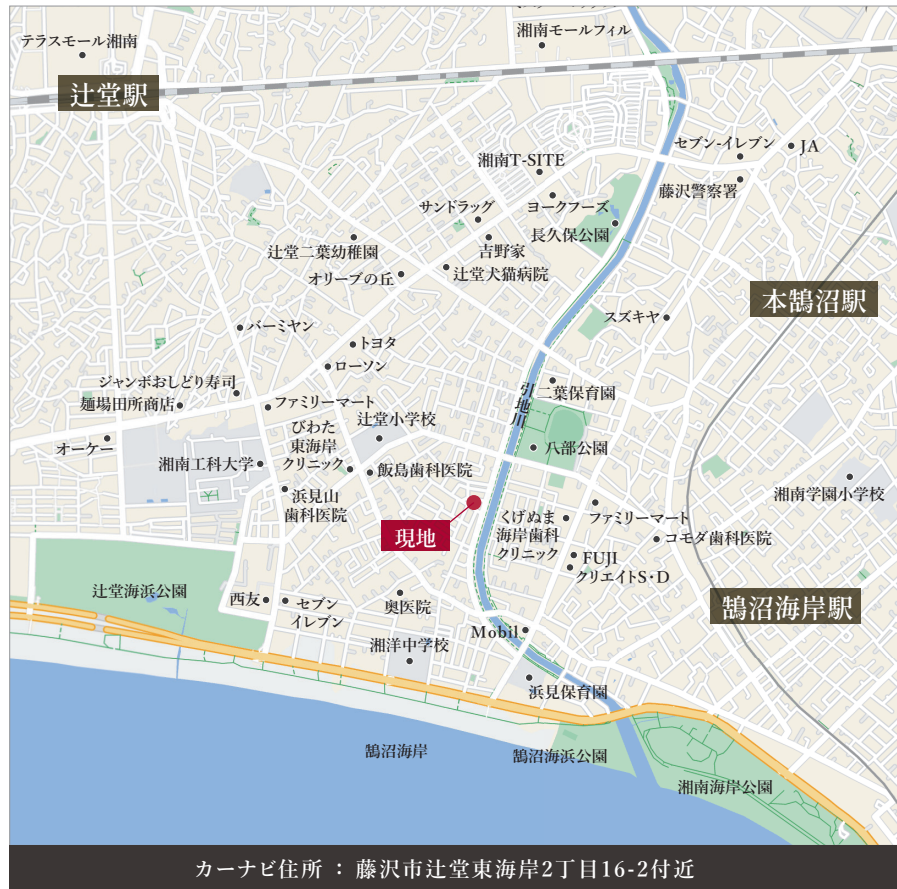 湘南モールフィル
テラスモール湘南
辻堂駅
セブン-イレブン
JA
湘南T-SITE
藤沢警察署
サンドラッグ
ヨークフーズ
長久保公園
辻堂二葉幼稚園
吉野家
オリーブの丘
辻堂犬猫病院
本鵠沼駅
スズキヤ
バーミヤン
トヨタ
ローソン
ジャンボおしどり寿司
引地川
二葉保育園
麺場田所商店
ファミリーマート
辻堂小学校
びわた
東海岸
クリニック
オーケー
八部公園
湘南工科大学
飯島歯科医院
湘南学園小学校
浜見山
歯科医院
現地
くげぬま
海岸歯科
クリニック
ファミリーマート
コモダ歯科医院
FUJI
クリエイトS・D
辻堂海浜公園
西友
セブン
イレブン
奥医院
鵠沼海岸駅
Mobil
湘洋中学校
浜見保育園
鵠沼海岸
鵠沼海浜公園
湘南海岸公園
カーナビ住所 : 藤沢市辻堂東海岸2丁目16-2付近